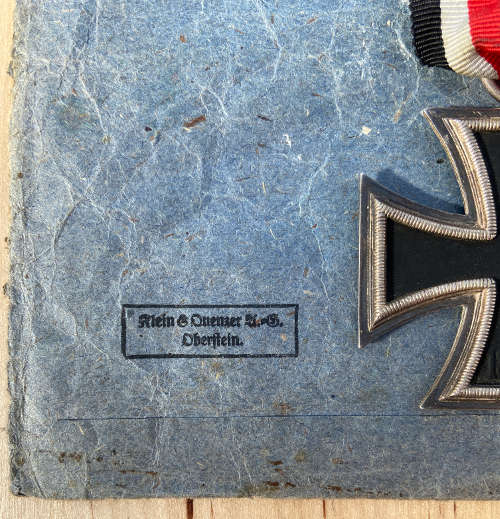 Klein & Quenzer A.=G.
Oberstein.